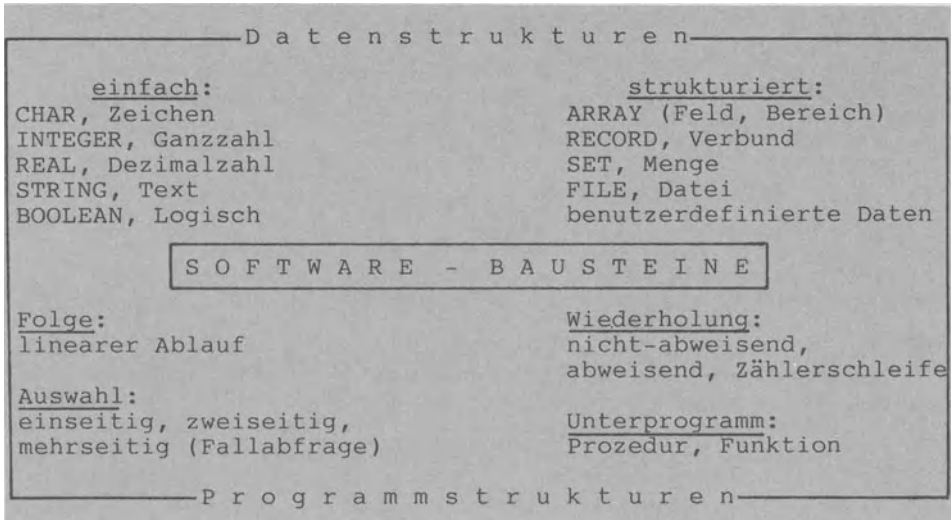 Datenstrukturen
einfach:
CHAR, Zeichen
INTEGER, Ganzzahl
REAL, Dezimalzahl
STRING, Text
BOOLEAN, Logisch
strukturiert:
ARRAY (Feld, Bereich)
RECORD, Verbund
SET, Menge
FILE, Datei
benutzerdefinierte Daten
SOFTWARE - BAUSTEINE
Folge:
linearer Ablauf
Auswahl:
einseitig, zweiseitig,
mehrseitig (Fallabfrage)
Wiederholung:
nicht-abweisend,
abweisend, Zählerschleife
Unterprogramm:
Prozedur, Funktion
Programmstrukturen